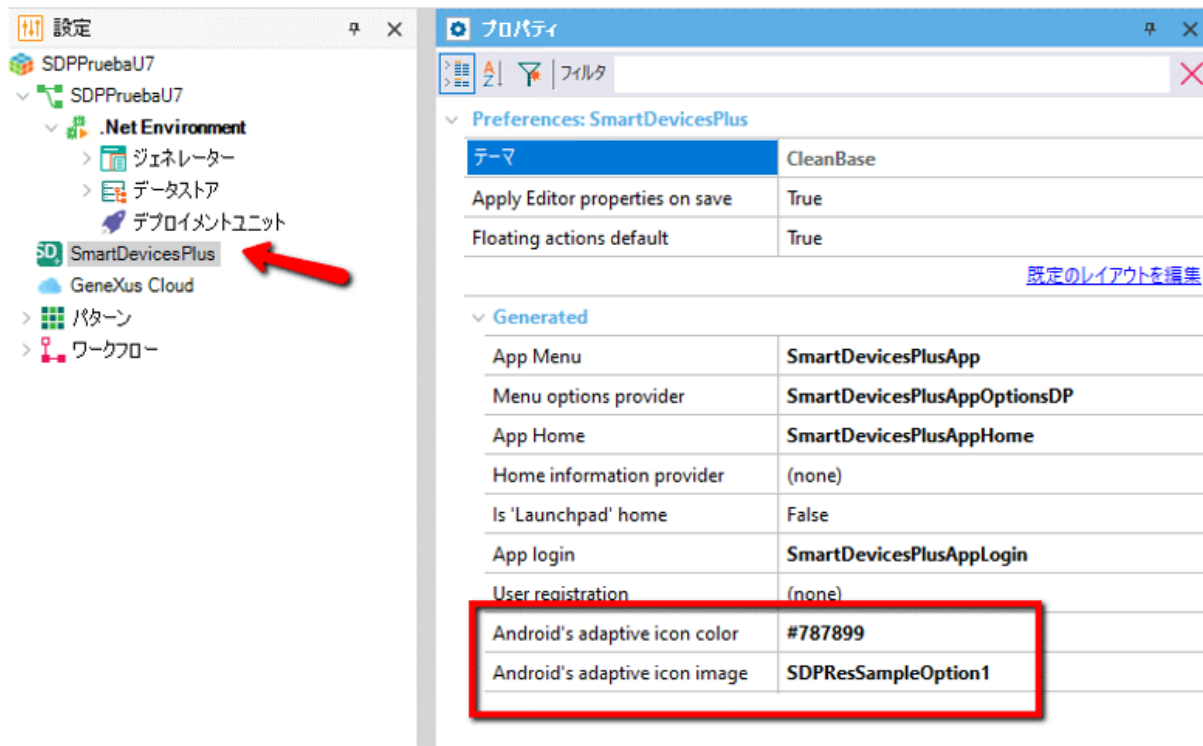 設定
SDPPruebaU7
SDPPruebaU7
.Net Environment
ジェネレーター
データストア
デプロイメントユニット
SmartDevicesPlus
GeneXus Cloud
パターン
ワークフロー
プロパティ
フィルタ
Preferences: SmartDevicesPlus
テーマ CleanBase
Apply Editor properties on save True
Floating actions default True
既定のレイアウトを編集
Generated
App Menu SmartDevicesPlusApp
Menu options provider SmartDevicesPlusAppOptionsDP
App Home SmartDevicesPlusAppHome
Home information provider (none)
Is 'Launchpad' home False
App login SmartDevicesPlusAppLogin
User registration (none)
Android's adaptive icon color #787899
Android's adaptive icon image SDPResSampleOption1